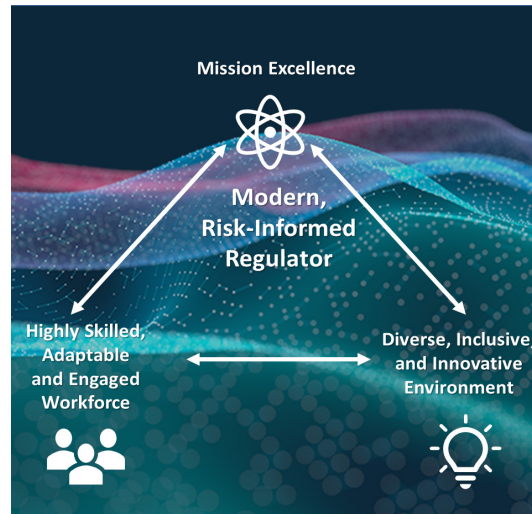 Mission Excellence
Modern,
Risk-Informed
Regulator
Highly Skilled,
Adaptable
and Engaged
Workforce
Diverse, Inclusive,
and Innovative
Environment